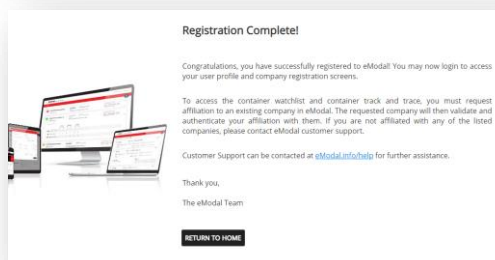 Registration Complete!
Congratulations, you have successfully registered to eModal! You may now login to access
your user profile and company registration screens.
To access the container watchlist and container track and trace, you must request
affiliation to an existing company in eModal. The requested company will then validate and
authenticate your affiliation with them. If you are not affiliated with any of the listed
companies, please contact eModal customer support.
Customer Support can be contacted at eModal.info/help for further assistance.
Thank you,
The eModal Team
RETURN TO HOME